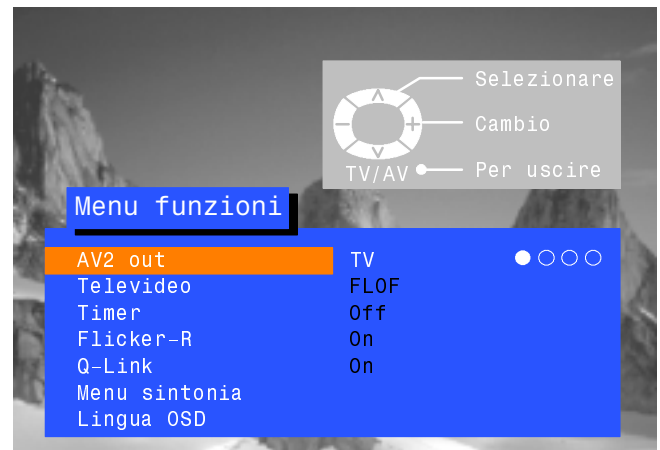 Selezionare
Cambio
TV/AV Per uscire
Menu funzioni
AV2 out TV
Televideo FLOF
Timer Off
Flicker-R On
Q-Link On
Menu sintonia
Lingua OSD